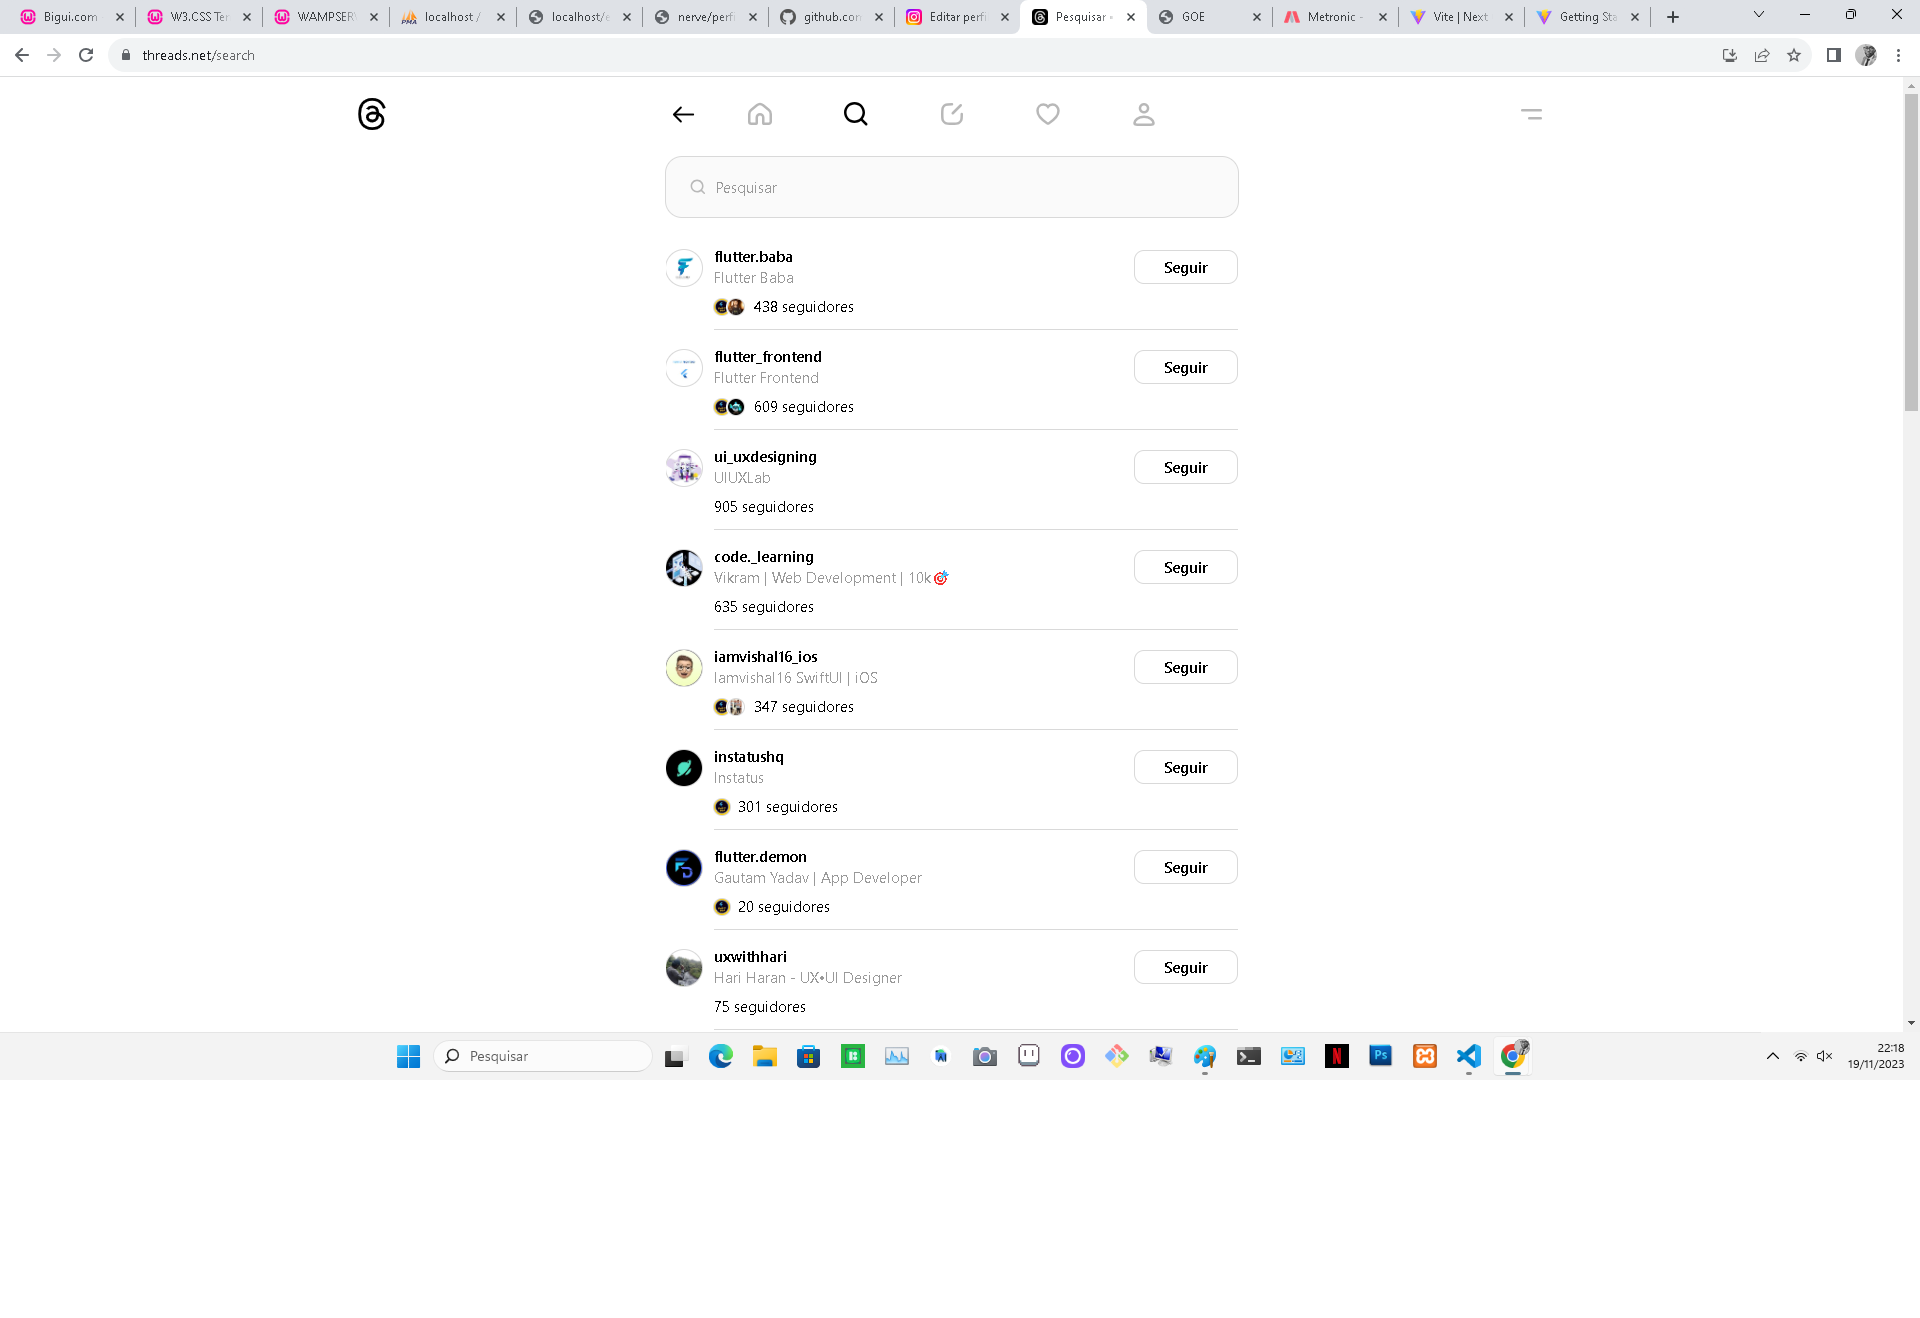 Bigui.com
W3.CSS Ter
WAMPSER
localhost /
localhost/e
nerve/perfi
github.com
Editar perfi
Pesquisar •
GOE
Metronic -
Vite | Next
Getting Sta
threads.net/search
Pesquisar
flutter.baba
Seguir
Flutter Baba
438 seguidores
flutter_frontend
Seguir
Flutter Frontend
609 seguidores
ui_uxdesigning
Seguir
UIUXLab
905 seguidores
code._learning
Seguir
Vikram | Web Development | 10k🎯
635 seguidores
iamvishal16_ios
Seguir
Iamvishal16 SwiftUI | iOS
347 seguidores
instatushq
Seguir
Instatus
301 seguidores
flutter.demon
Seguir
Gautam Yadav | App Developer
20 seguidores
uxwithhari
Seguir
Hari Haran - UX•UI Designer
75 seguidores
Pesquisar
22:18
19/11/2023